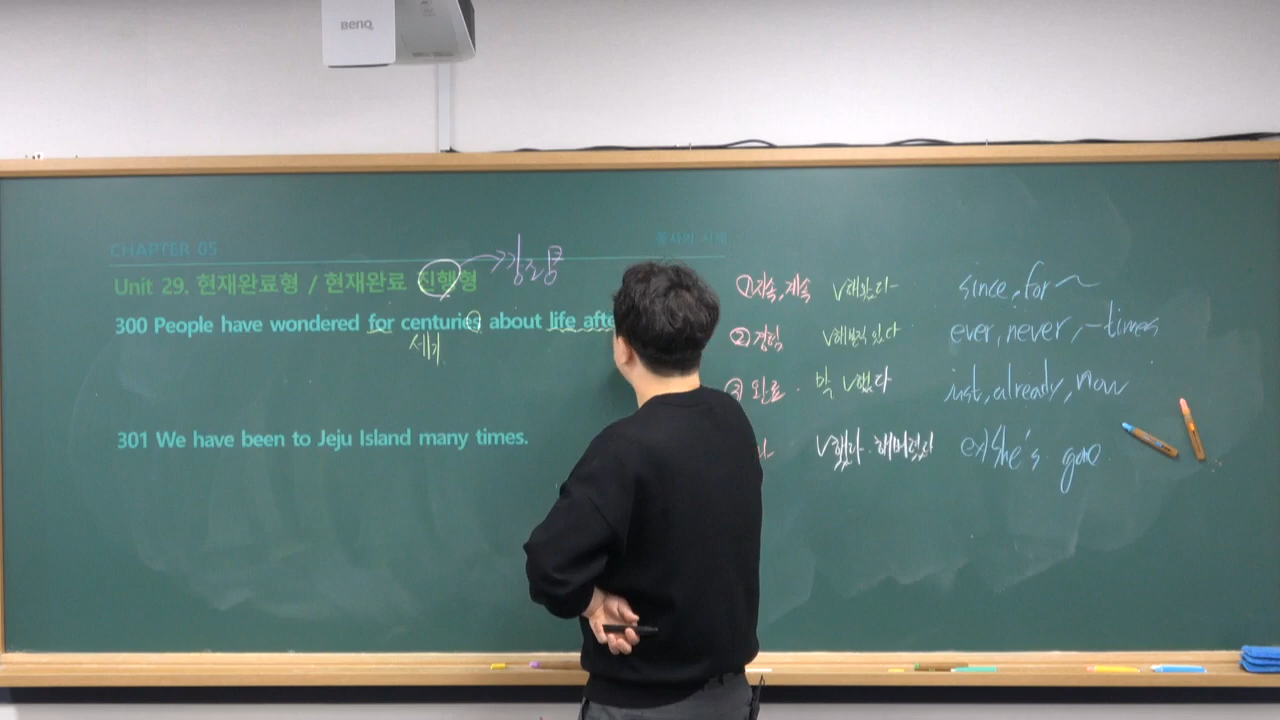 BenQ
CHAPTER 05
동사의 시제
Unit 29. 현재완료형 / 현재완료 진행형
강조용
300 People have wondered for centuries about life afte
세기
301 We have been to Jeju Island many times.
① 지속, 계속 V해왔다~ since, for ~
② 경험 V해본적 있다 ever, never, ~times
③ 완료 막 V했다 just, already, now
V했다. 해버렸다 ex) She's gone.